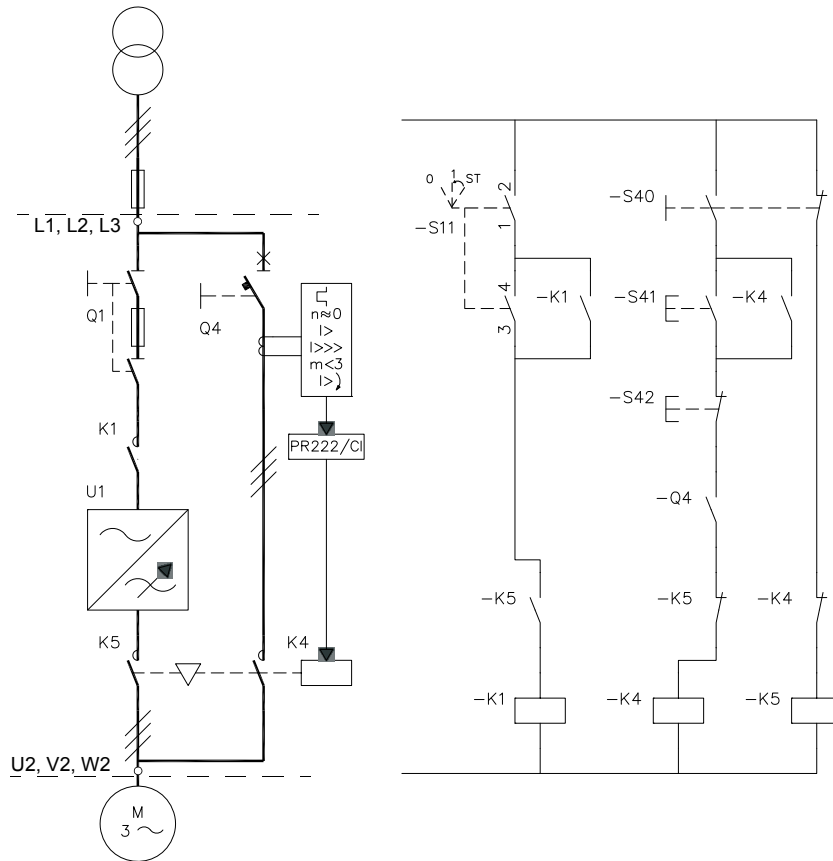 L1, L2, L3
Q1
Q4
n≈0
I>
I>>>
m<3
I>
K1
PR222/CI
U1
K5
K4
U2, V2, W2
M
3 ~
0
1
ST
2
-S11
1
4
3
-K1
-S40
-S41
-K4
-S42
-Q4
-K5
-K5
-K4
-K1
-K4
-K5